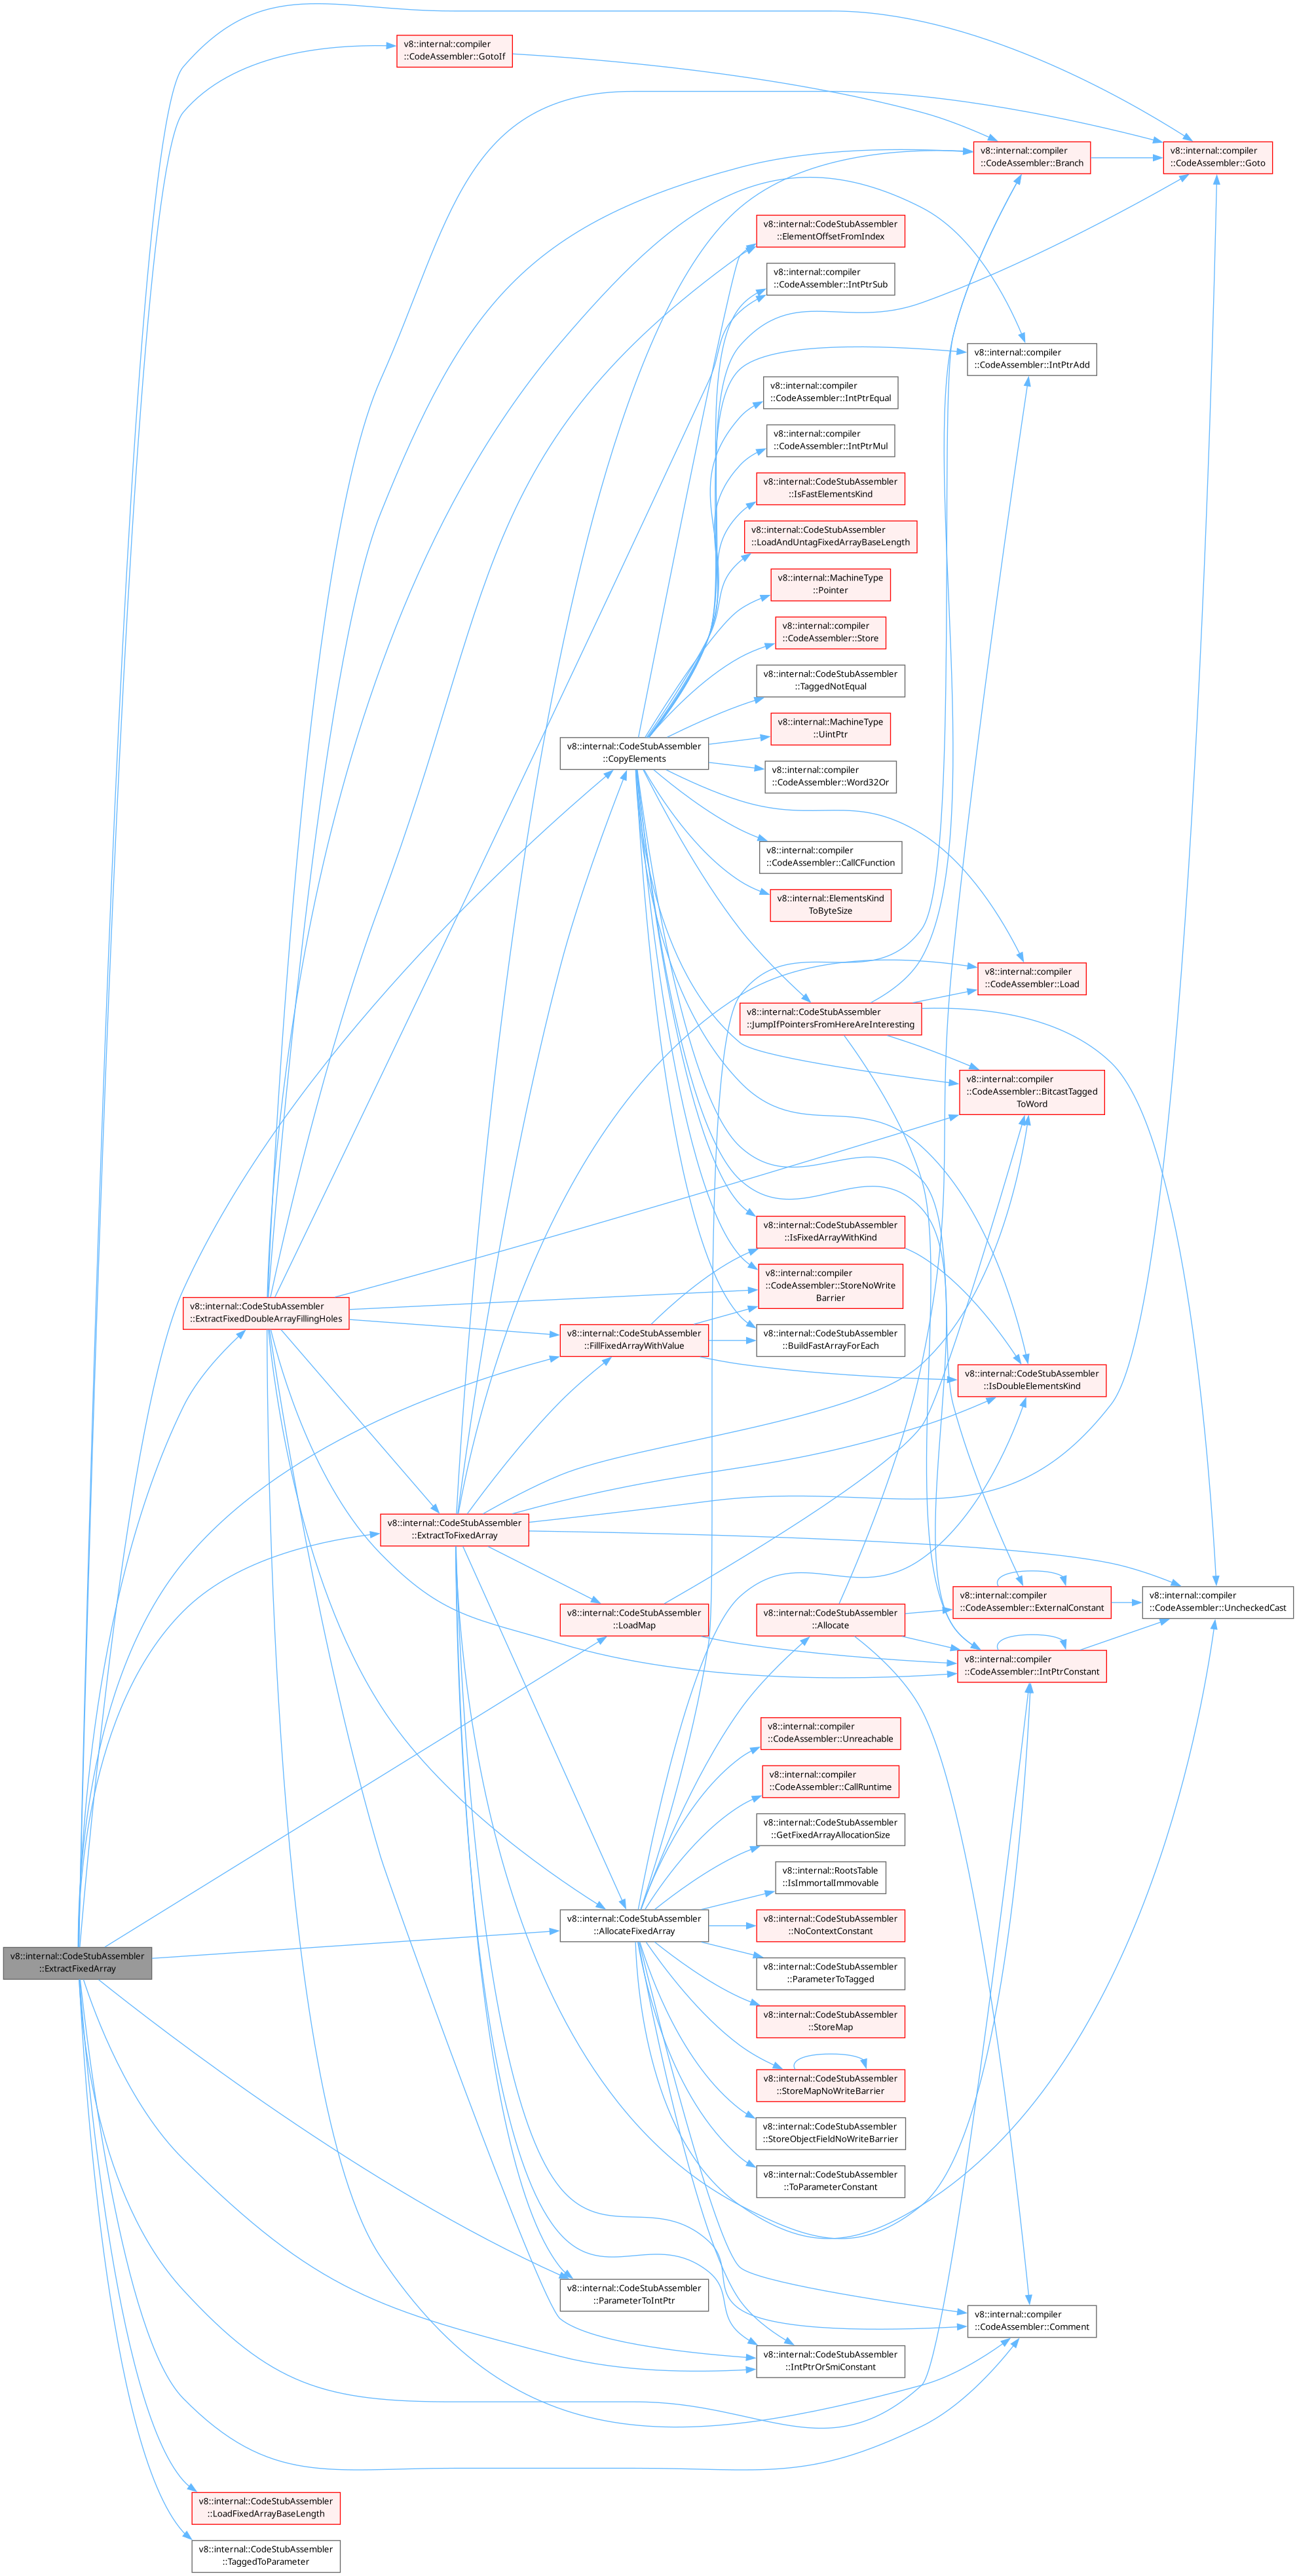 v8::internal::compiler
::CodeAssembler::GotoIf
v8::internal::compiler
::CodeAssembler::Branch
v8::internal::compiler
::CodeAssembler::Goto
v8::internal::CodeStubAssembler
::ElementOffsetFromIndex
v8::internal::compiler
::CodeAssembler::IntPtrSub
v8::internal::compiler
::CodeAssembler::IntPtrAdd
v8::internal::compiler
::CodeAssembler::IntPtrEqual
v8::internal::compiler
::CodeAssembler::IntPtrMul
v8::internal::CodeStubAssembler
::IsFastElementsKind
v8::internal::CodeStubAssembler
::LoadAndUntagFixedArrayBaseLength
v8::internal::MachineType
::Pointer
v8::internal::compiler
::CodeAssembler::Store
v8::internal::CodeStubAssembler
::TaggedNotEqual
v8::internal::MachineType
::UintPtr
v8::internal::CodeStubAssembler
::CopyElements
v8::internal::compiler
::CodeAssembler::Word32Or
v8::internal::compiler
::CodeAssembler::CallCFunction
v8::internal::ElementsKind
ToByteSize
v8::internal::compiler
::CodeAssembler::Load
v8::internal::CodeStubAssembler
::JumpIfPointersFromHereAreInteresting
v8::internal::compiler
::CodeAssembler::BitcastTagged
ToWord
v8::internal::CodeStubAssembler
::IsFixedArrayWithKind
v8::internal::compiler
::CodeAssembler::StoreNoWrite
Barrier
v8::internal::CodeStubAssembler
::ExtractFixedDoubleArrayFillingHoles
v8::internal::CodeStubAssembler
::FillFixedArrayWithValue
v8::internal::CodeStubAssembler
::BuildFastArrayForEach
v8::internal::CodeStubAssembler
::IsDoubleElementsKind
v8::internal::CodeStubAssembler
::ExtractToFixedArray
v8::internal::CodeStubAssembler
::LoadMap
v8::internal::CodeStubAssembler
::Allocate
v8::internal::compiler
::CodeAssembler::ExternalConstant
v8::internal::compiler
::CodeAssembler::UncheckedCast
v8::internal::compiler
::CodeAssembler::IntPtrConstant
v8::internal::compiler
::CodeAssembler::Unreachable
v8::internal::compiler
::CodeAssembler::CallRuntime
v8::internal::CodeStubAssembler
::GetFixedArrayAllocationSize
v8::internal::RootsTable
::IsImmortalImmovable
v8::internal::CodeStubAssembler
::AllocateFixedArray
v8::internal::CodeStubAssembler
::NoContextConstant
v8::internal::CodeStubAssembler
::ExtractFixedArray
v8::internal::CodeStubAssembler
::ParameterToTagged
v8::internal::CodeStubAssembler
::StoreMap
v8::internal::CodeStubAssembler
::StoreMapNoWriteBarrier
v8::internal::CodeStubAssembler
::StoreObjectFieldNoWriteBarrier
v8::internal::CodeStubAssembler
::ToParameterConstant
v8::internal::CodeStubAssembler
::ParameterToIntPtr
v8::internal::compiler
::CodeAssembler::Comment
v8::internal::CodeStubAssembler
::IntPtrOrSmiConstant
v8::internal::CodeStubAssembler
::LoadFixedArrayBaseLength
v8::internal::CodeStubAssembler
::TaggedToParameter